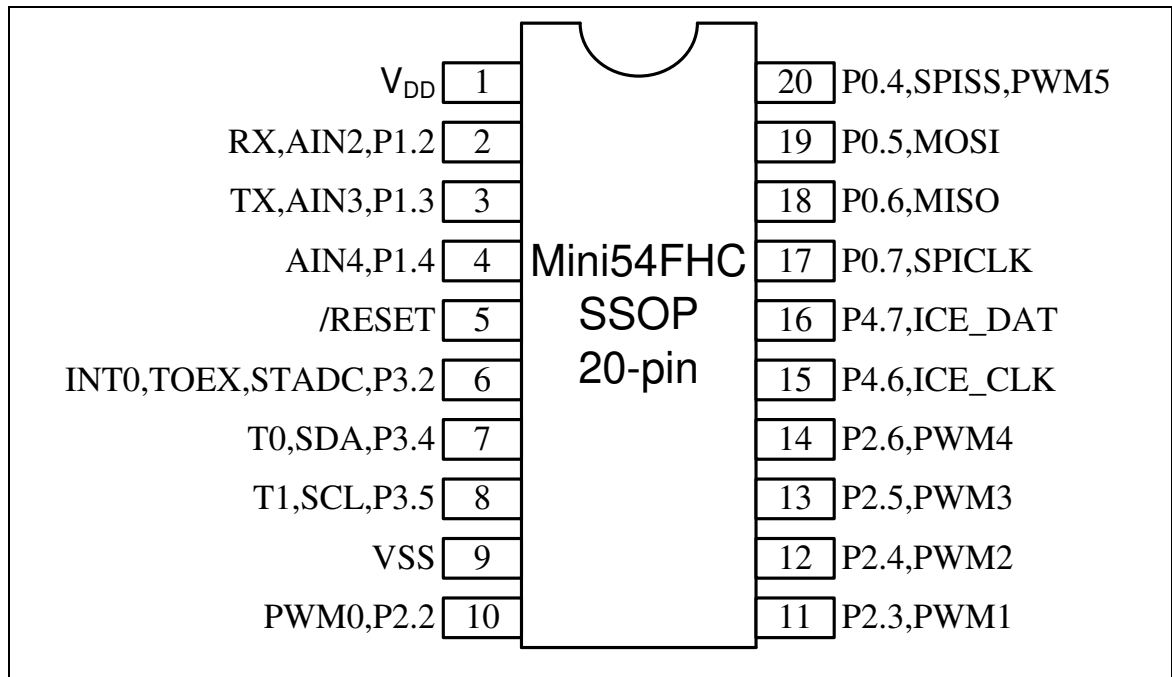 V_DD 1
RX,AIN2,P1.2 2
TX,AIN3,P1.3 3
AIN4,P1.4 4
/RESET 5
INT0,TOEX,STADC,P3.2 6
T0,SDA,P3.4 7
T1,SCL,P3.5 8
VSS 9
PWM0,P2.2 10
Mini54FHC
SSOP
20-pin
20 P0.4,SPISS,PWM5
19 P0.5,MOSI
18 P0.6,MISO
17 P0.7,SPICLK
16 P4.7,ICE_DAT
15 P4.6,ICE_CLK
14 P2.6,PWM4
13 P2.5,PWM3
12 P2.4,PWM2
11 P2.3,PWM1